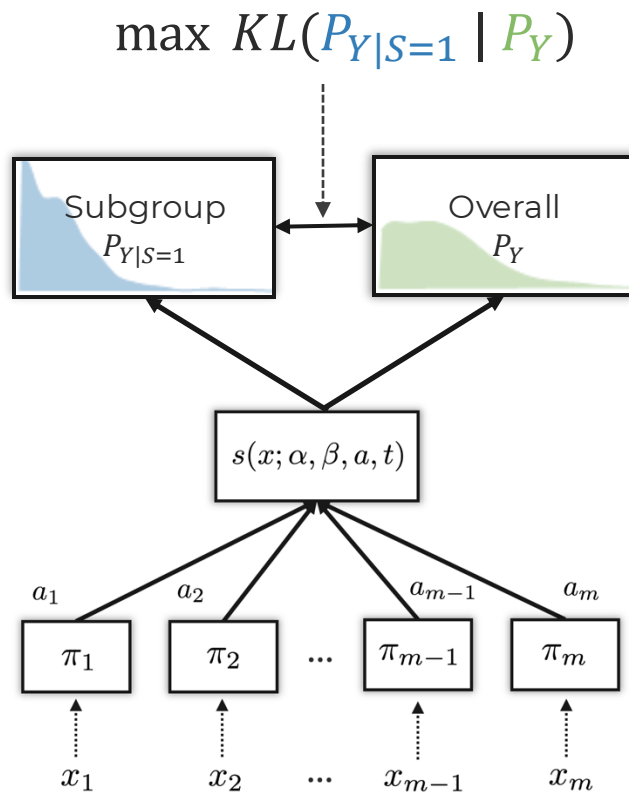 max KL(P_{Y|S=1} | P_Y)
Subgroup
P_{Y|S=1}
Overall
P_Y
s(x; α, β, a, t)
a_1 a_2 a_{m−1} a_m
π_1 π_2 ... π_{m−1} π_m
x_1 x_2 ... x_{m−1} x_m